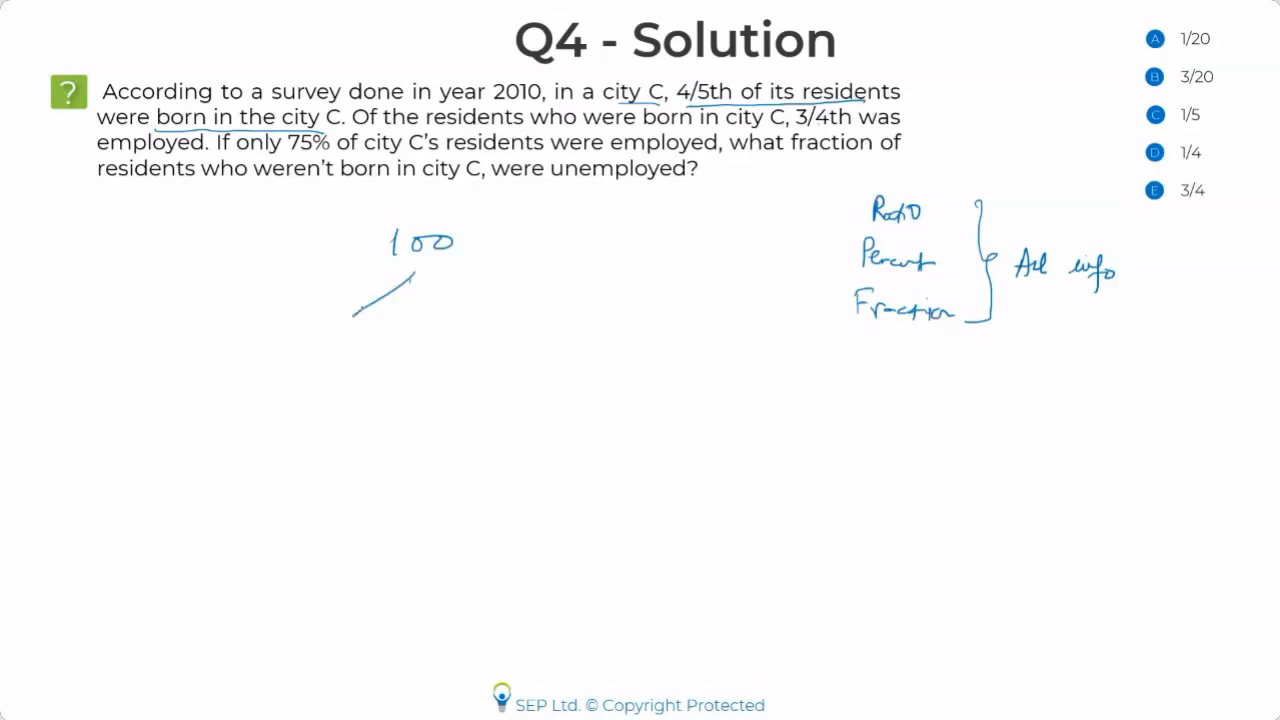 Q4 - Solution
? According to a survey done in year 2010, in a city C, 4/5th of its residents
were born in the city C. Of the residents who were born in city C, 3/4th was
employed. If only 75% of city C's residents were employed, what fraction of
residents who weren't born in city C, were unemployed?
A 1/20
B 3/20
C 1/5
D 1/4
E 3/4
100
Ratio
Percent
Fraction
info
SEP Ltd. © Copyright Protected